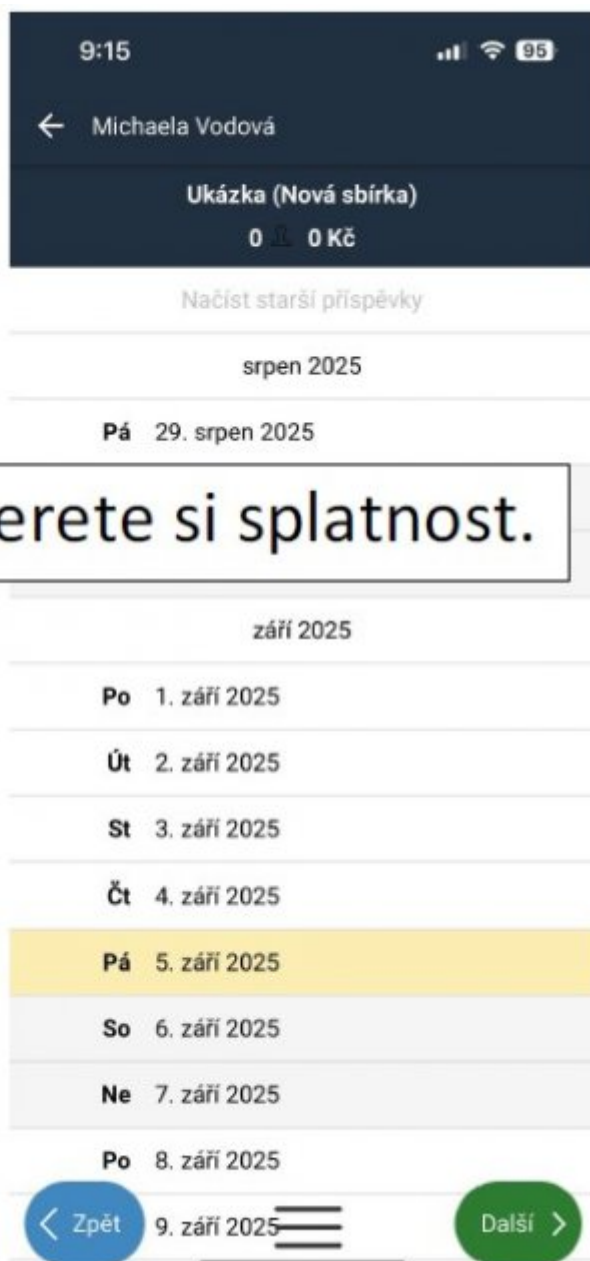 9:15
95
Michaela Vodová
Ukázka (Nová sbírka)
0 0 Kč
Načíst starší příspěvky
srpen 2025
Pá 29. srpen 2025
si splatnost.
září 2025
Po 1. září 2025
Út 2. září 2025
St 3. září 2025
Čt 4. září 2025
Pá 5. září 2025
So 6. září 2025
Ne 7. září 2025
Po 8. září 2025
Zpět 9. září 2025 Další